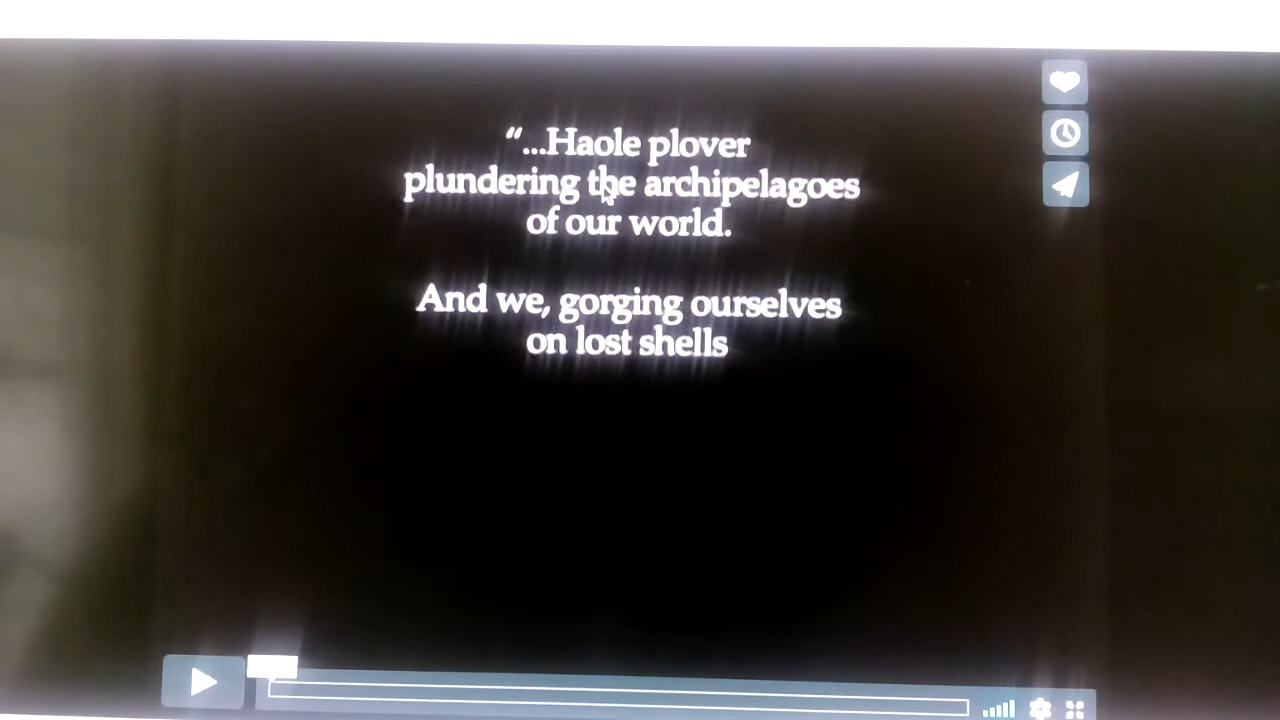 “...Haole plover
plundering the archipelagoes
of our world.
And we, gorging ourselves
on lost shells